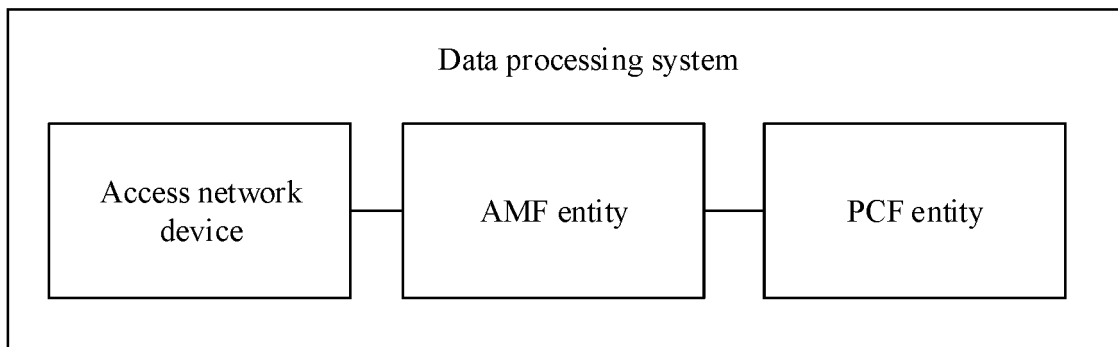 Data processing system
Access network
device
AMF entity
PCF entity